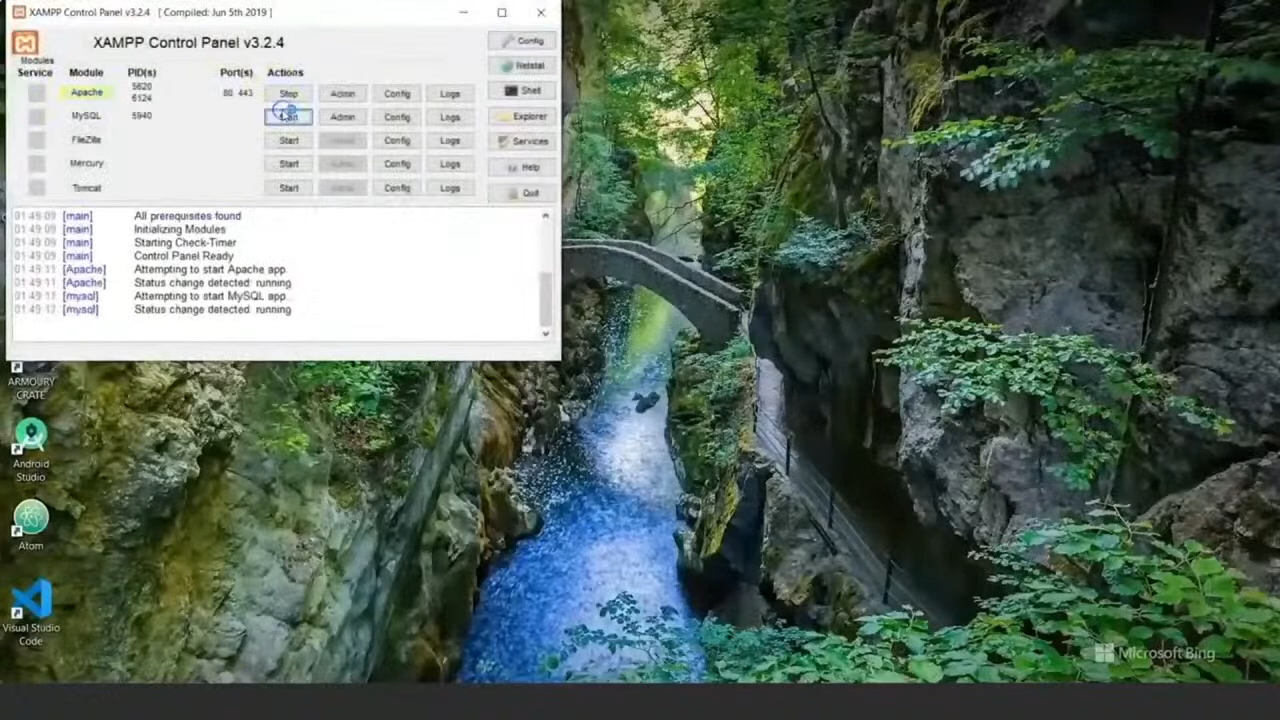 XAMPP Control Panel v3.2.4 [ Compiled: Jun 5th 2019 ]
XAMPP Control Panel v3.2.4
Config
Modules
Service Module PID(s) Port(s) Actions
Netstat
Apache 5620 6124 80, 443 Stop Admin Config Logs
Shell
MySQL 5940 Admin Config Logs
Explorer
FileZilla Start Config Logs
Services
Mercury Start Config Logs
Help
Tomcat Start Config Logs
Quit
01:49:09 [main] All prerequisites found
01:49:09 [main] Initializing Modules
01:49:09 [main] Starting Check-Timer
01:49:09 [main] Control Panel Ready
01:49:11 [Apache] Attempting to start Apache app...
01:49:11 [Apache] Status change detected: running
[mysql] Attempting to start MySQL app...
[mysql] Status change detected: running
ARMOURY
CRATE
Android
Studio
Atom
Visual Studio
Code
Microsoft Bing